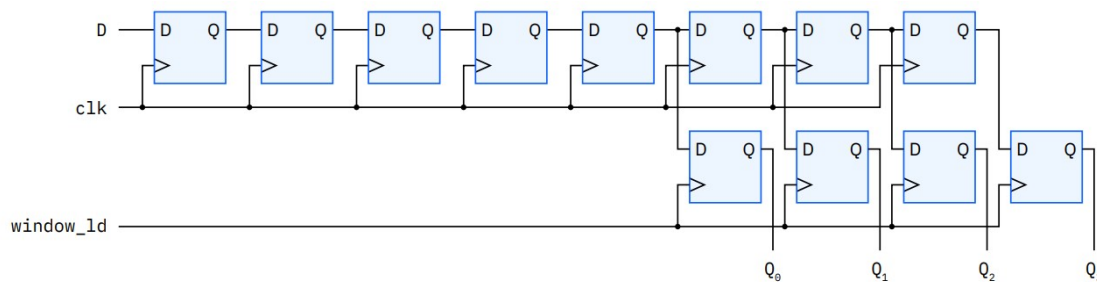 D D Q D Q D Q D Q D Q D Q D Q D Q
clk
D Q D Q D Q D Q
window_ld
Q₀ Q₁ Q₂ Q